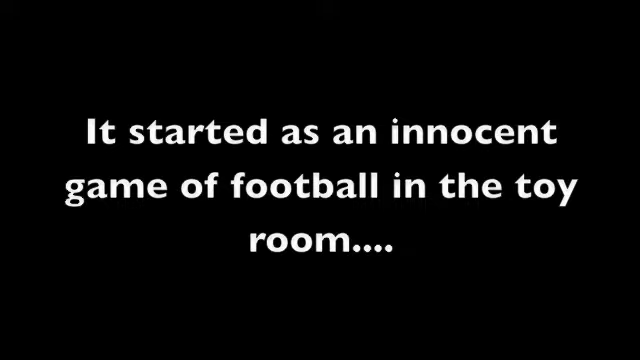 It started as an innocent
game of football in the toy
room....